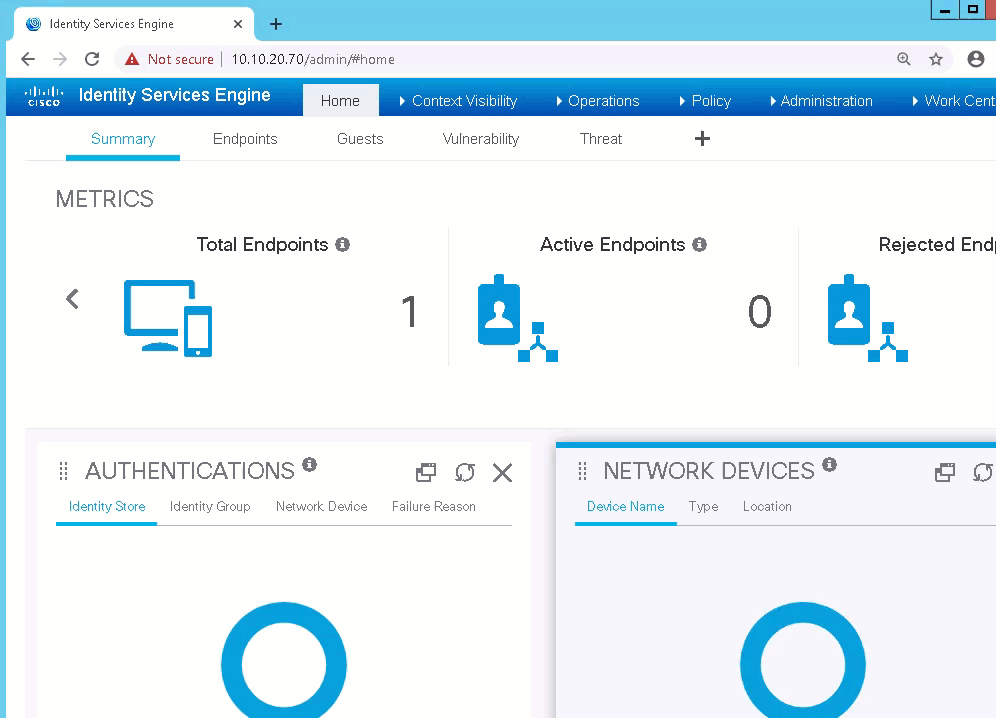 Identity Services Engine
Not secure 10.10.20.70/admin/#home
CISCO Identity Services Engine Home Context Visibility Operations Policy Administration Work Cent
Summary Endpoints Guests Vulnerability Threat
METRICS
Total Endpoints Active Endpoints Rejected Endp
1 0
AUTHENTICATIONS NETWORK DEVICES
Identity Store Identity Group Network Device Failure Reason Device Name Type Location